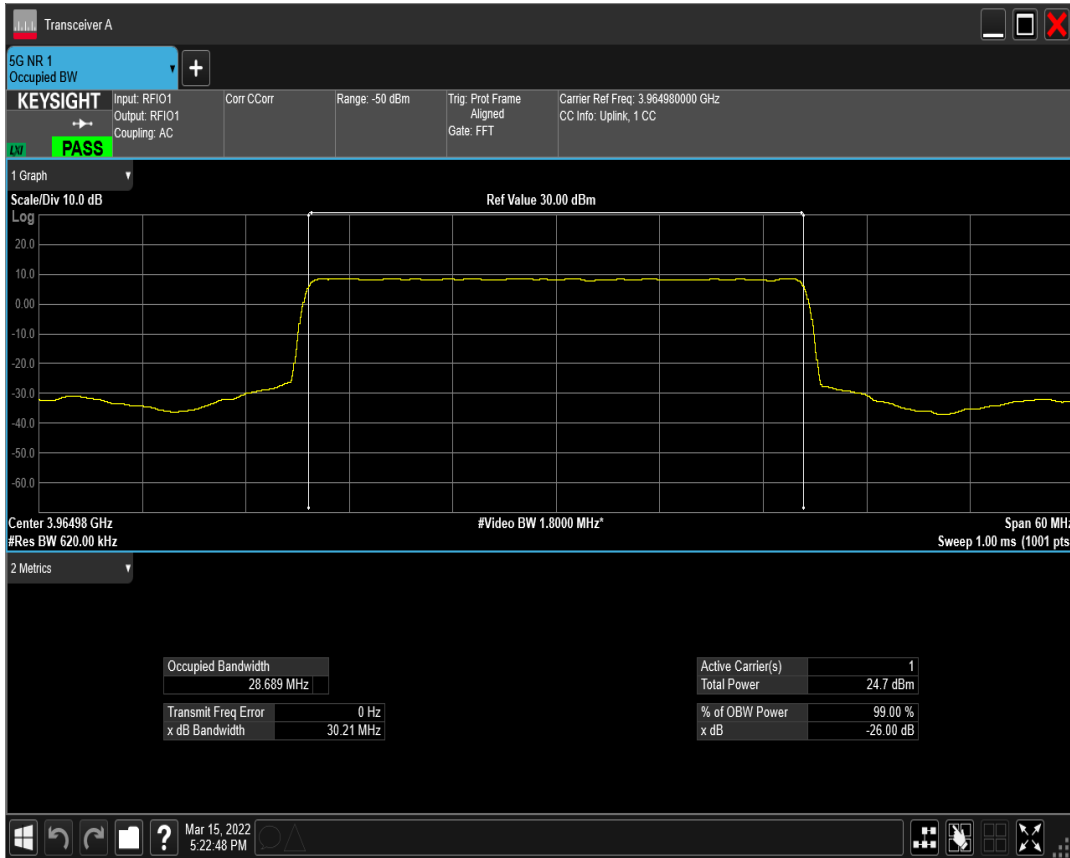 Transceiver A
5G NR 1
Occupied BW
KEYSIGHT
Input: RFIO1
Output: RFIO1
Coupling: AC
Corr CCorr
Range: -50 dBm
Trig: Prot Frame
Aligned
Gate: FFT
Carrier Ref Freq: 3.964980000 GHz
CC Info: Uplink, 1 CC
LXI
PASS
1 Graph
Scale/Div 10.0 dB
Ref Value 30.00 dBm
Log
20.0
10.0
0.00
-10.0
-20.0
-30.0
-40.0
-50.0
-60.0
Center 3.96498 GHz
#Video BW 1.8000 MHz*
Span 60 MHz
#Res BW 620.00 kHz
Sweep 1.00 ms (1001 pts
2 Metrics
Occupied Bandwidth
28.689 MHz
Transmit Freq Error 0 Hz
x dB Bandwidth 30.21 MHz
Active Carrier(s) 1
Total Power 24.7 dBm
% of OBW Power 99.00 %
x dB -26.00 dB
?
Mar 15, 2022
5:22:48 PM